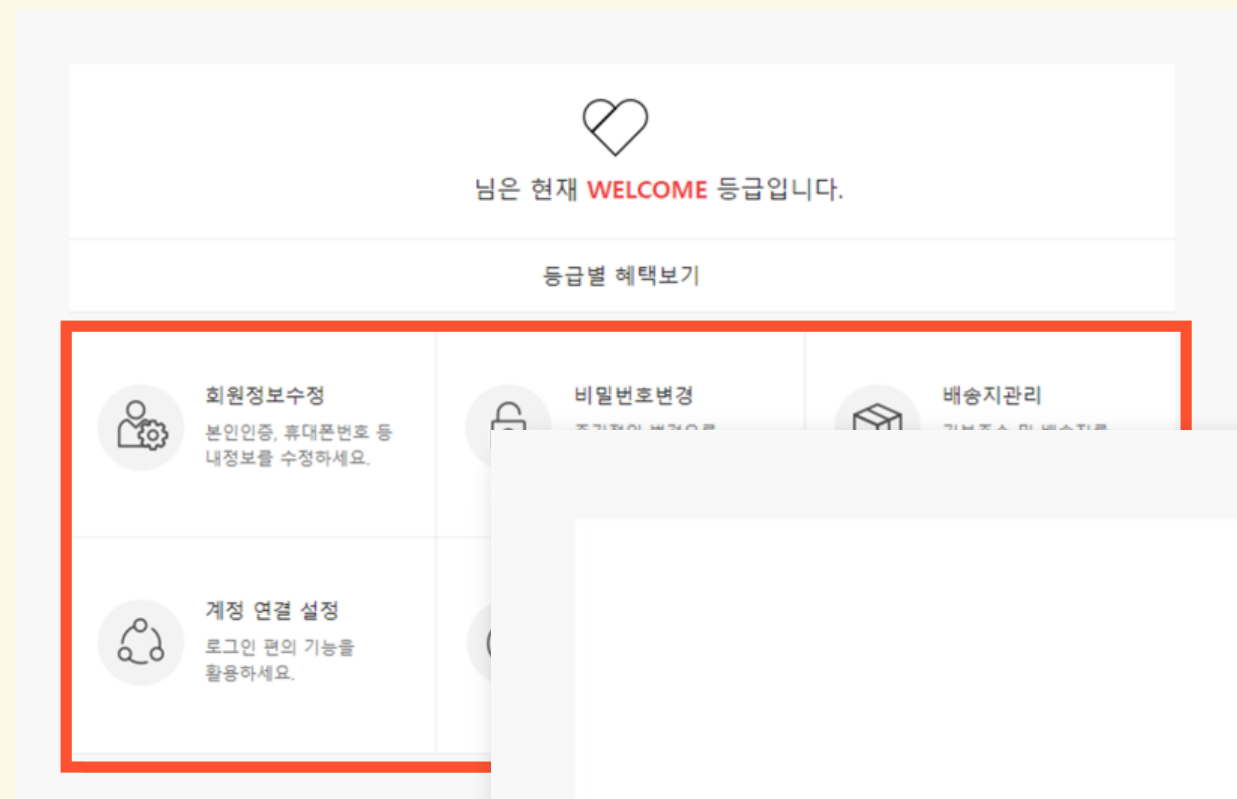 님은 현재 WELCOME 등급입니다.
등급별 혜택보기
회원정보수정
본인인증, 휴대폰번호 등
내정보를 수정하세요.
비밀번호변경
배송지관리
계정 연결 설정
로그인 편의 기능을
활용하세요.